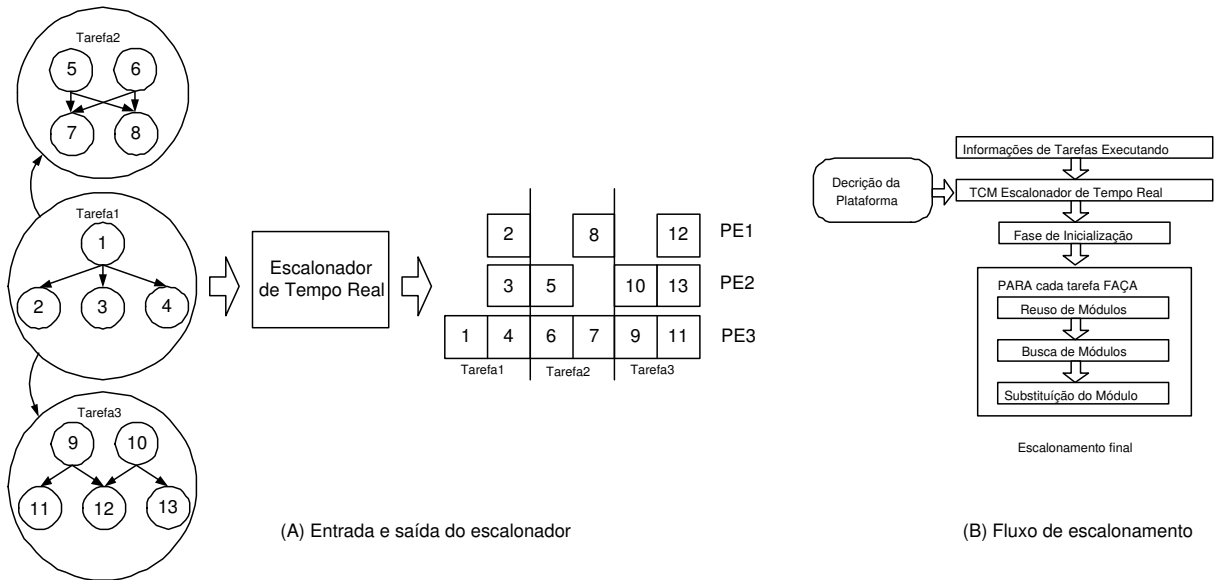 Tarefa2
5 6
7 8
Tarefa1
1
2 3 4
Tarefa3
9 10
11 12 13
Escalonador
de Tempo Real
2 8 12 PE1
3 5 10 13 PE2
1 4 6 7 9 11 PE3
Tarefa1 Tarefa2 Tarefa3
(A) Entrada e saída do escalonador
Informações de Tarefas Executando
Decrição da
Plataforma
TCM Escalonador de Tempo Real
Fase de Inicialização
PARA cada tarefa FAÇA
Reuso de Módulos
Busca de Módulos
Substituíção do Módulo
Escalonamento final
(B) Fluxo de escalonamento